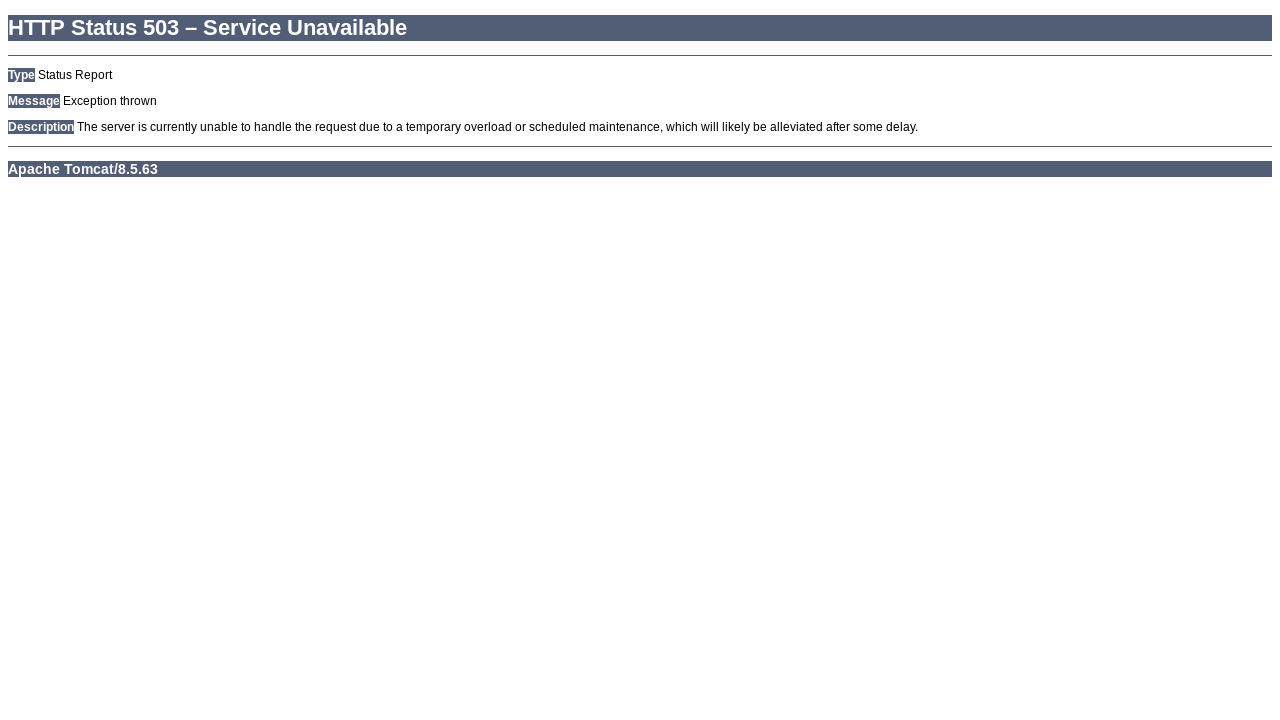 HTTP Status 503 – Service Unavailable
Type Status Report
Message Exception thrown
Description The server is currently unable to handle the request due to a temporary overload or scheduled maintenance, which will likely be alleviated after some delay.
Apache Tomcat/8.5.63